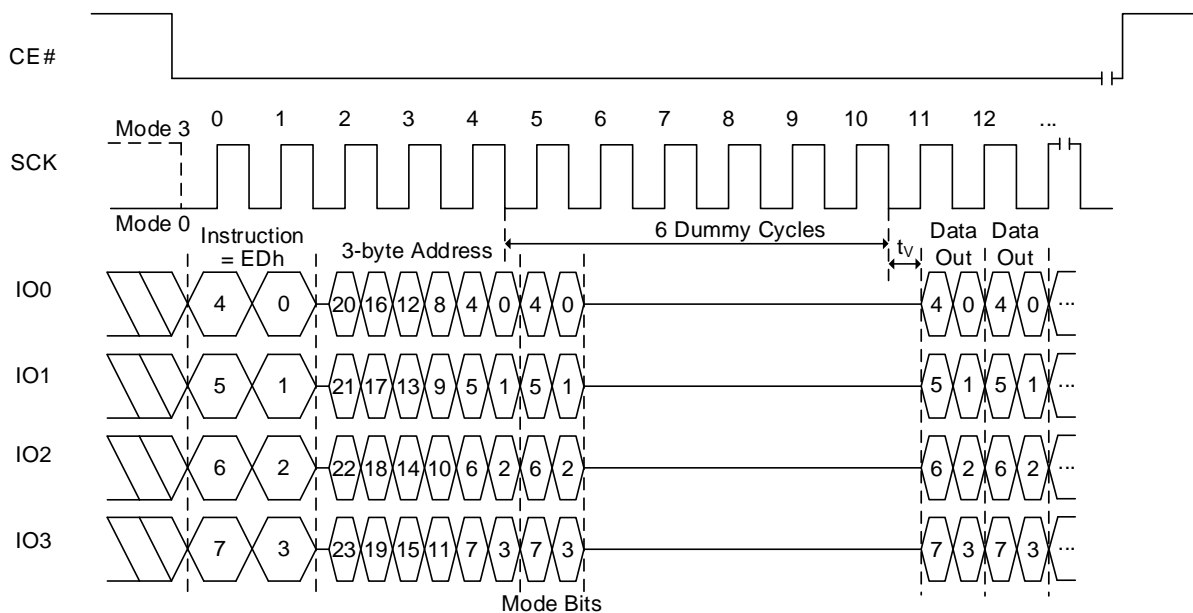 CE#
Mode 3
0 1 2 3 4 5 6 7 8 9 10 11 12 ...
SCK
Mode 0
Instruction
= EDh
3-byte Address
6 Dummy Cycles
tV
Data
Out
Data
Out
IO0 4 0 20 16 12 8 4 0 4 0 4 0 4 0 ...
IO1 5 1 21 17 13 9 5 1 5 1 5 1 5 1 ...
IO2 6 2 22 18 14 10 6 2 6 2 6 2 6 2 ...
IO3 7 3 23 19 15 11 7 3 7 3 7 3 7 3 ...
Mode Bits